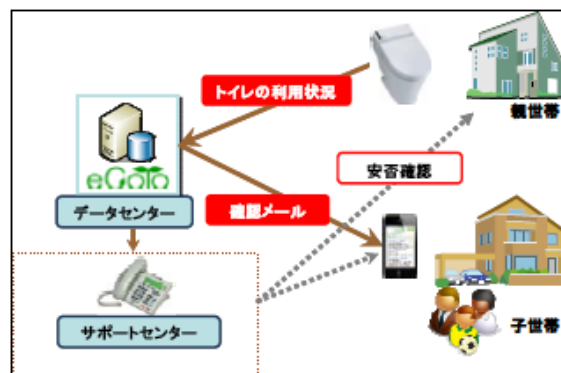 トイレの利用状況
親世帯
eGoto
安否確認
データセンター
確認メール
サポートセンター
子世帯